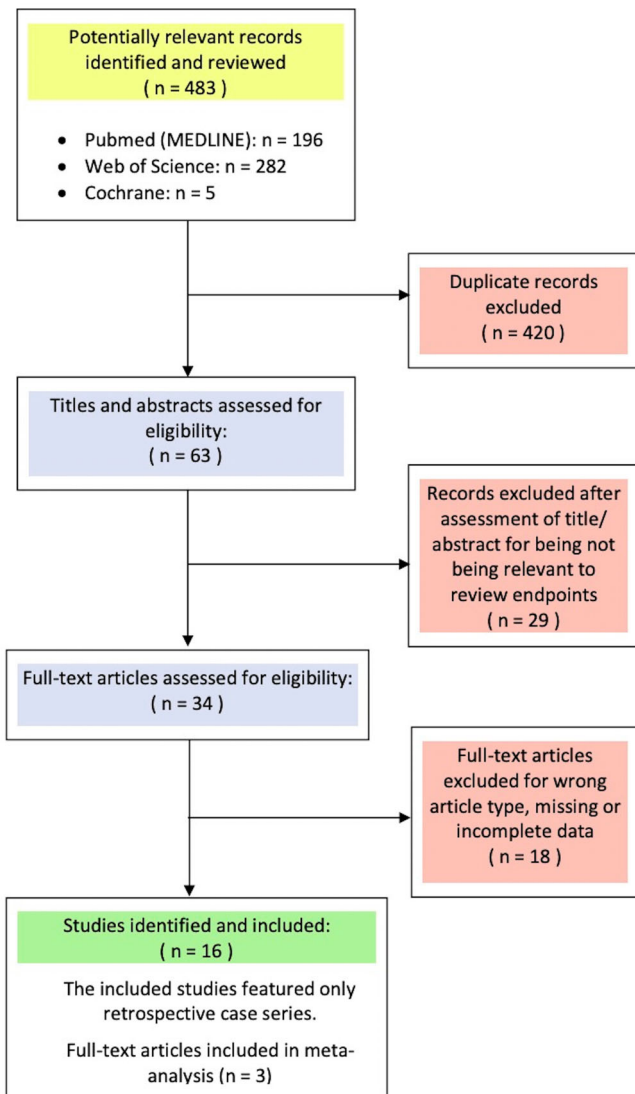 Potentially relevant records
identified and reviewed
( n = 483 )
• Pubmed (MEDLINE): n = 196
• Web of Science: n = 282
• Cochrane: n = 5
Duplicate records
excluded
( n = 420 )
Titles and abstracts assessed for
eligibility:
( n = 63 )
Records excluded after
assessment of title/
abstract for being not
being relevant to
review endpoints
( n = 29 )
Full-text articles assessed for eligibility:
( n = 34 )
Full-text articles
excluded for wrong
article type, missing or
incomplete data
( n = 18 )
Studies identified and included:
( n = 16 )
The included studies featured only
retrospective case series.
Full-text articles included in meta-
analysis (n = 3)